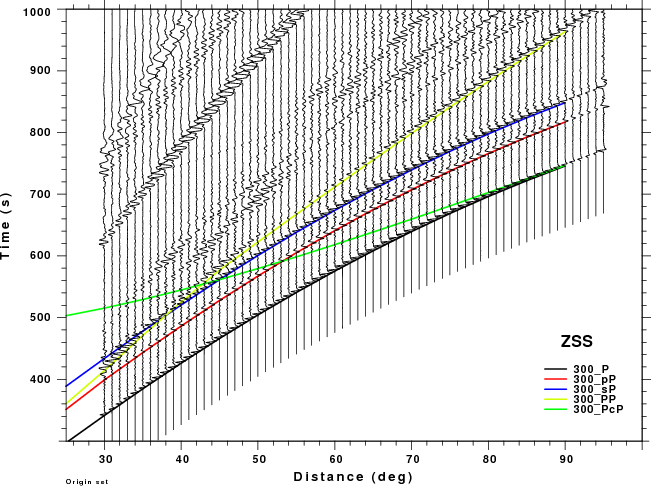 1000
900
800
700
600
500
400
Time (s)
30 40 50 60 70 80 90
Distance (deg)
ZSS
300_P
300_pP
300_sP
300_PP
300_PcP
Origin set